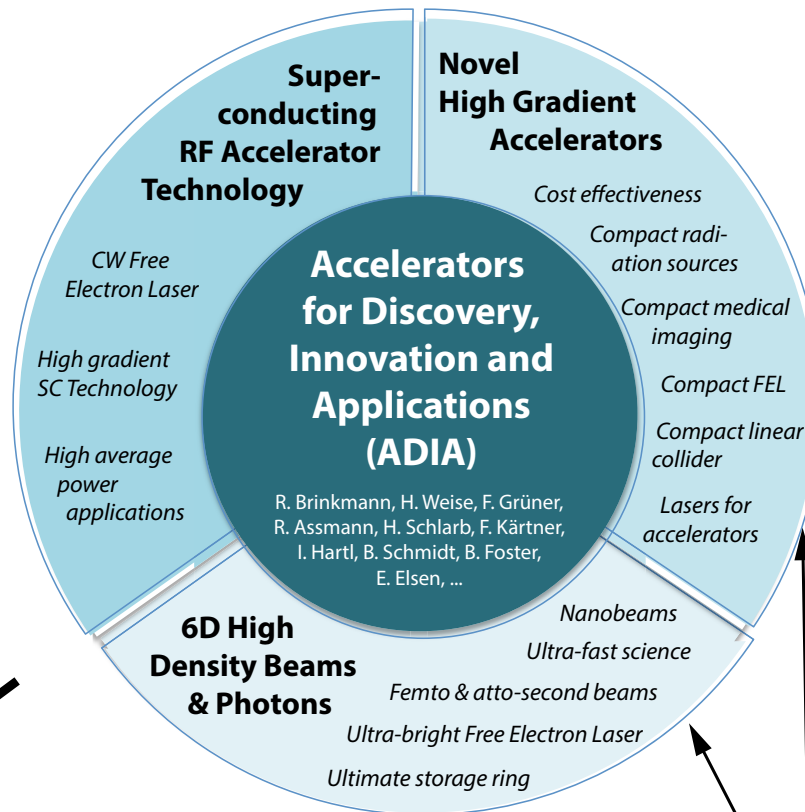 Super-
conducting
RF Accelerator
Technology
CW Free
Electron Laser
High gradient
SC Technology
High average
power
applications
Novel
High Gradient
Accelerators
Cost effectiveness
Compact radi-
ation sources
Compact medical
imaging
Compact FEL
Compact linear
collider
Lasers for
accelerators
Accelerators
for Discovery,
Innovation and
Applications
(ADIA)
R. Brinkmann, H. Weise, F. Grüner,
R. Assmann, H. Schlarb, F. Kärtner,
I. Hartl, B. Schmidt, B. Foster,
E. Elsen, ...
6D High
Density Beams
& Photons
Nanobeams
Ultra-fast science
Femto & atto-second beams
Ultra-bright Free Electron Laser
Ultimate storage ring